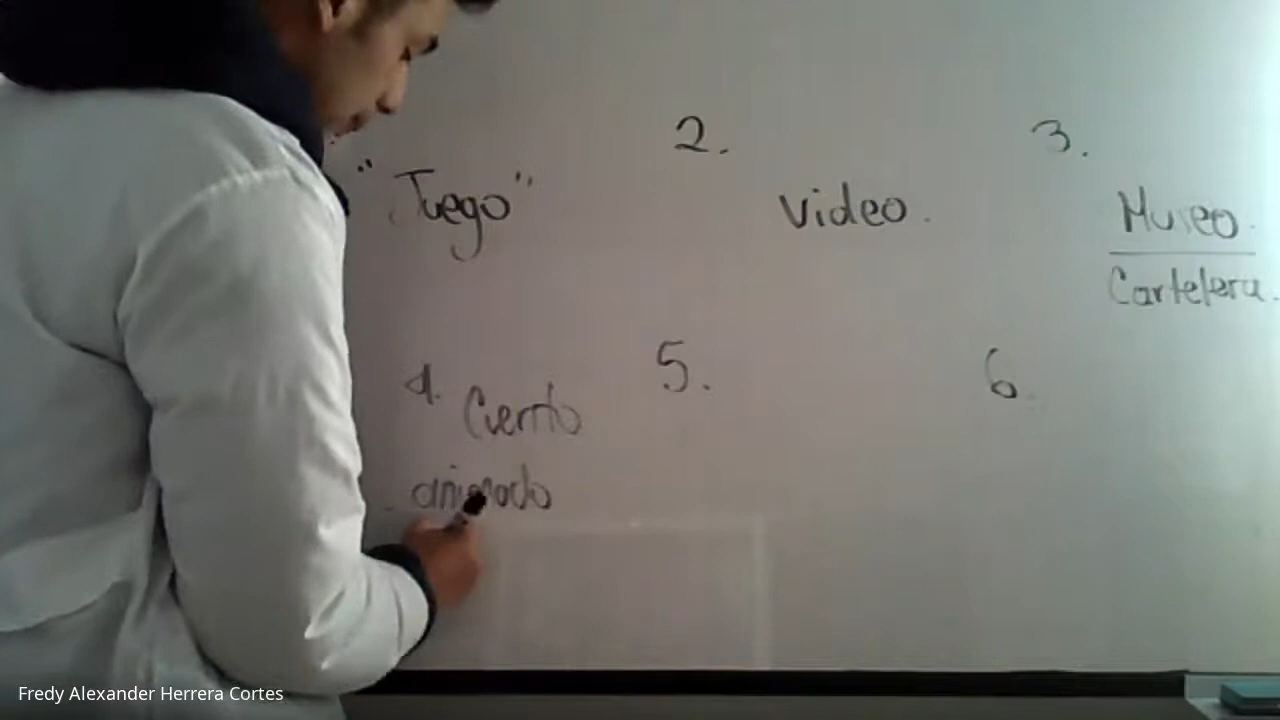 "Juego"
2.
Video.
3.
Museo.
Cartelera.
4. Cuento
animado
5.
6
Fredy Alexander Herrera Cortes